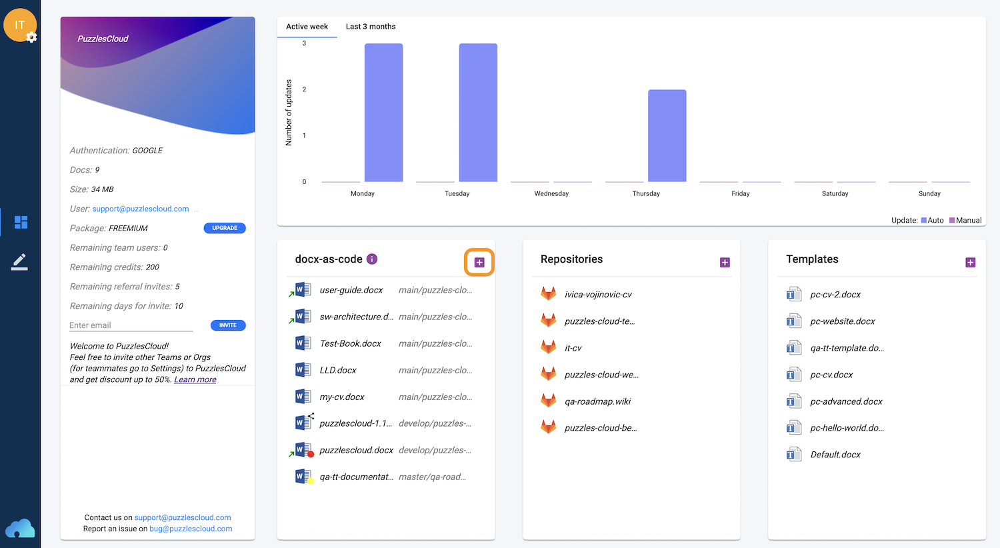 IT
PuzzlesCloud
Authentication: GOOGLE
Docs: 9
Size: 34 MB
User: support@puzzlescloud.com ..
Package: FREEMIUM
UPGRADE
Remaining team users: 0
Remaining credits: 200
Remaining referral invites: 5
Remaining days for invite: 10
Enter email
INVITE
Welcome to PuzzlesCloud!
Feel free to invite other Teams or Orgs
(for teammates go to Settings) to PuzzlesCloud
and get discount up to 50%. Learn more
Contact us on support@puzzlescloud.com
Report an issue on bug@puzzlescloud.com
Active week
Last 3 months
Number of updates
3
2
1
0
Monday
Tuesday
Wednesday
Thursday
Friday
Saturday
Sunday
Update: Auto Manual
docx-as-code i
user-guide.docx main/puzzles-clo...
sw-architecture.d... main/puzzles-clo...
Test-Book.docx main/puzzles-clo...
LLD.docx main/puzzles-clo...
my-cv.docx main/puzzles-clo...
puzzlescloud-1.1... develop/puzzles-...
puzzlescloud.docx develop/puzzles-...
qa-tt-documentat... master/qa-road...
Repositories
ivica-vojinovic-cv
puzzles-cloud-te...
it-cv
puzzles-cloud-we...
qa-roadmap.wiki
puzzles-cloud-be...
Templates
pc-cv-2.docx
pc-website.docx
qa-tt-template.do...
pc-cv.docx
pc-advanced.docx
pc-hello-world.do...
Default.docx